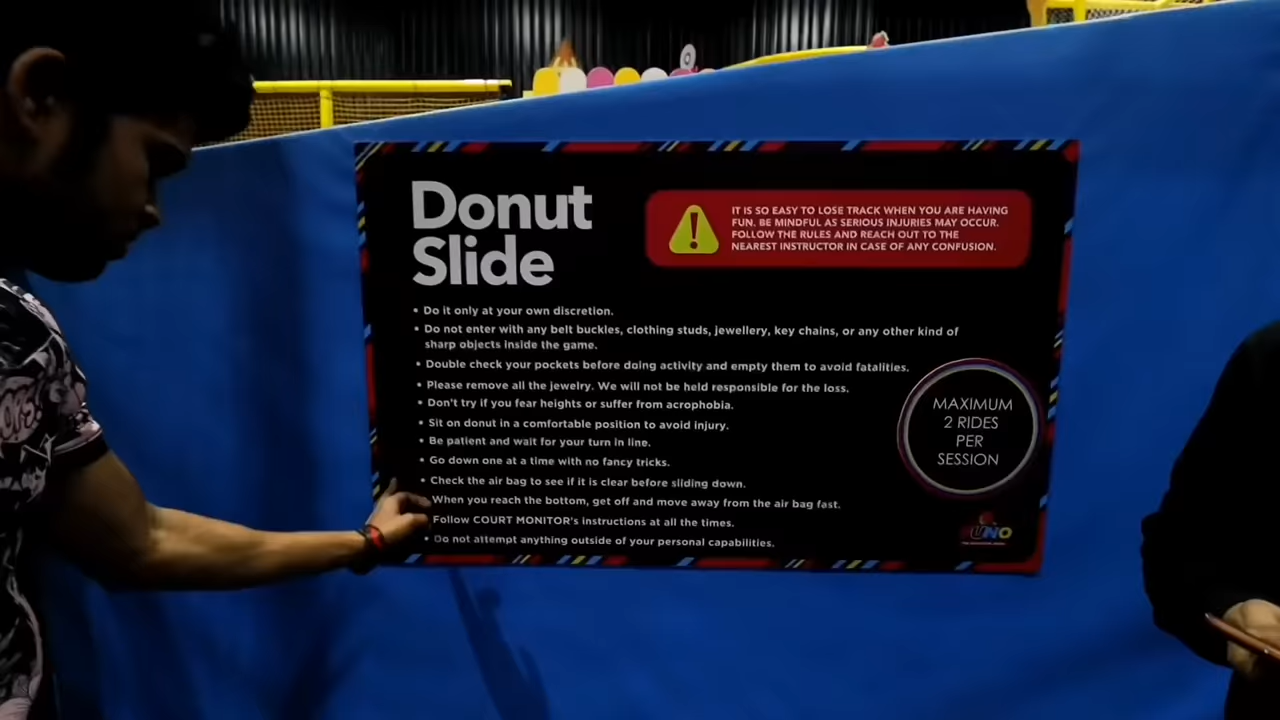 Donut
Slide
IT IS SO EASY TO LOSE TRACK WHEN YOU ARE HAVING
FUN. BE MINDFUL AS SERIOUS INJURIES MAY OCCUR.
FOLLOW THE RULES AND REACH OUT TO THE
NEAREST INSTRUCTOR IN CASE OF ANY CONFUSION.
• Do it only at your own discretion.
• Do not enter with any belt buckles, clothing studs, jewellery, key chains, or any other kind of
sharp objects inside the game.
• Double check your pockets before doing activity and empty them to avoid fatalities.
• Please remove all the jewelry. We will not be held responsible for the loss.
• Don't try if you fear heights or suffer from acrophobia.
• Sit on donut in a comfortable position to avoid injury.
• Be patient and wait for your turn in line.
• Go down one at a time with no fancy tricks.
• Check the air bag to see if it is clear before sliding down.
When you reach the bottom, get off and move away from the air bag fast.
Follow COURT MONITOR's instructions at all the times.
• Do not attempt anything outside of your personal capabilities.
MAXIMUM
2 RIDES
PER
SESSION
UNO